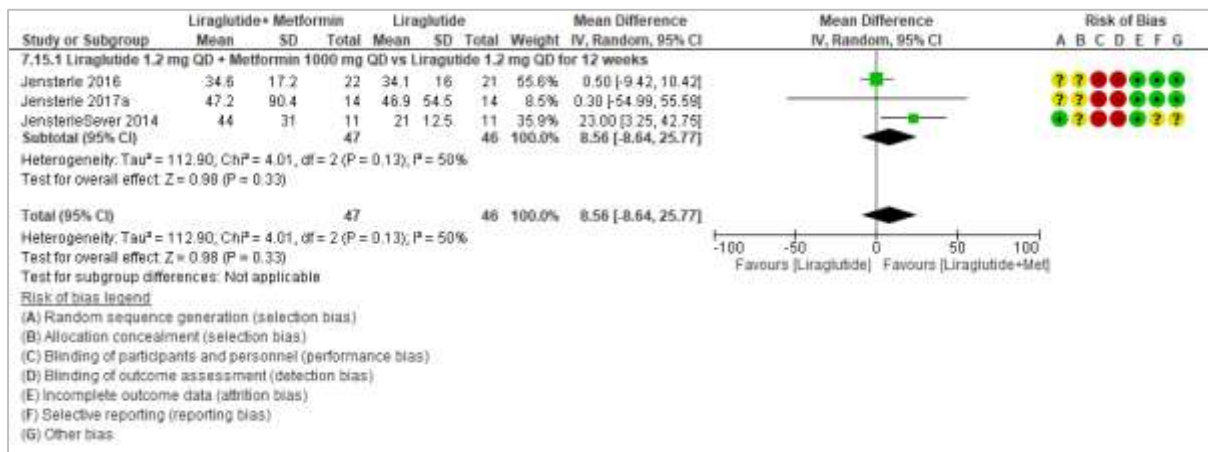 Liraglutide+ Metformin Liraglutide Mean Difference Mean Difference Risk of Bias
Study or Subgroup Mean SD Total Mean SD Total Weight IV, Random, 95% CI IV, Random, 95% CI A B C D E F G
7.15.1 Liraglutide 1.2 mg QD + Metformin 1000 mg QD vs Liragutide 1.2 mg QD for 12 weeks
Jensterle 2016 34.6 17.2 22 34.1 16 21 55.6% 0.50 [-9.42, 10.42] ? ? + + +
Jensterle 2017a 47.2 90.4 14 46.9 54.5 14 8.5% 0.30 [-54.99, 55.59] ? ? + + +
JensterleSever 2014 44 31 11 21 12.5 11 35.9% 23.00 [3.25, 42.75] + ? + ? ?
Subtotal (95% CI) 47 46 100.0% 8.56 [-8.64, 25.77]
Heterogeneity: Tau² = 112.90; Chi² = 4.01, df = 2 (P = 0.13); I² = 50%
Test for overall effect: Z = 0.98 (P = 0.33)
Total (95% CI) 47 46 100.0% 8.56 [-8.64, 25.77]
Heterogeneity: Tau² = 112.90; Chi² = 4.01, df = 2 (P = 0.13); I² = 50%
Test for overall effect: Z = 0.98 (P = 0.33)
Test for subgroup differences: Not applicable
-100 -50 0 50 100
Favours [Liraglutide] Favours [Liraglutide+Met]
Risk of bias legend
(A) Random sequence generation (selection bias)
(B) Allocation concealment (selection bias)
(C) Blinding of participants and personnel (performance bias)
(D) Blinding of outcome assessment (detection bias)
(E) Incomplete outcome data (attrition bias)
(F) Selective reporting (reporting bias)
(G) Other bias